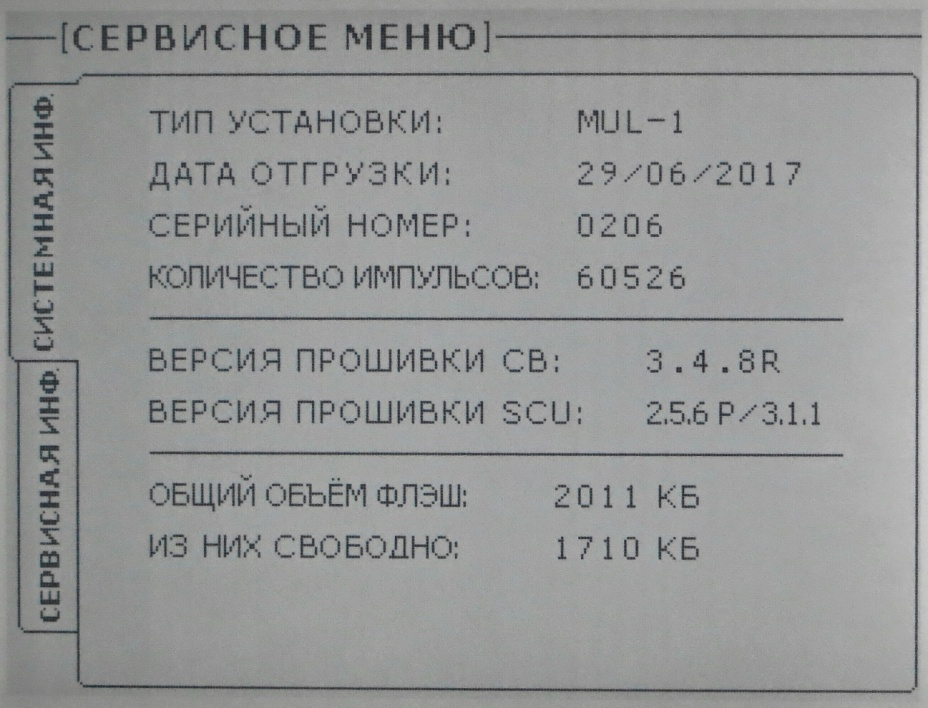 [СЕРВИСНОЕ МЕНЮ]
СИСТЕМНАЯ ИНФ.
СЕРВИСНАЯ ИНФ.
ТИП УСТАНОВКИ: MUL-1
ДАТА ОТГРУЗКИ: 29/06/2017
СЕРИЙНЫЙ НОМЕР: 0206
КОЛИЧЕСТВО ИМПУЛЬСОВ: 60526
ВЕРСИЯ ПРОШИВКИ CB: 3.4.8R
ВЕРСИЯ ПРОШИВКИ SCU: 2.5.6 P/3.1.1
ОБЩИЙ ОБЪЁМ ФЛЭШ: 2011 КБ
ИЗ НИХ СВОБОДНО: 1710 КБ